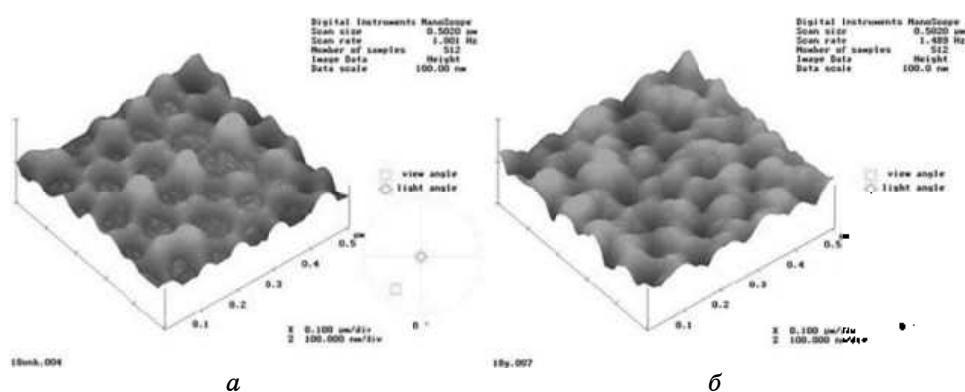 Digital Instruments NanoScope
Scan size 0.5020 µm
Scan rate 1.001 Hz
Number of samples 512
Image Data Height
Data scale 100.00 nm
view angle
light angle
µm
0.5
0.4
0.3
0.2
0.1
0 °
X 0.100 µm/div
Z 100.000 nm/div
а
Digital Instruments NanoScope
Scan size 0.5020 µm
Scan rate 1.489 Hz
Number of samples 512
Image Data Height
Data scale 100.0 nm
view angle
light angle
0.5
0.4
0.3
0.2
0.1
X 0.100 µm/div
Z 100.000 nm/div
б